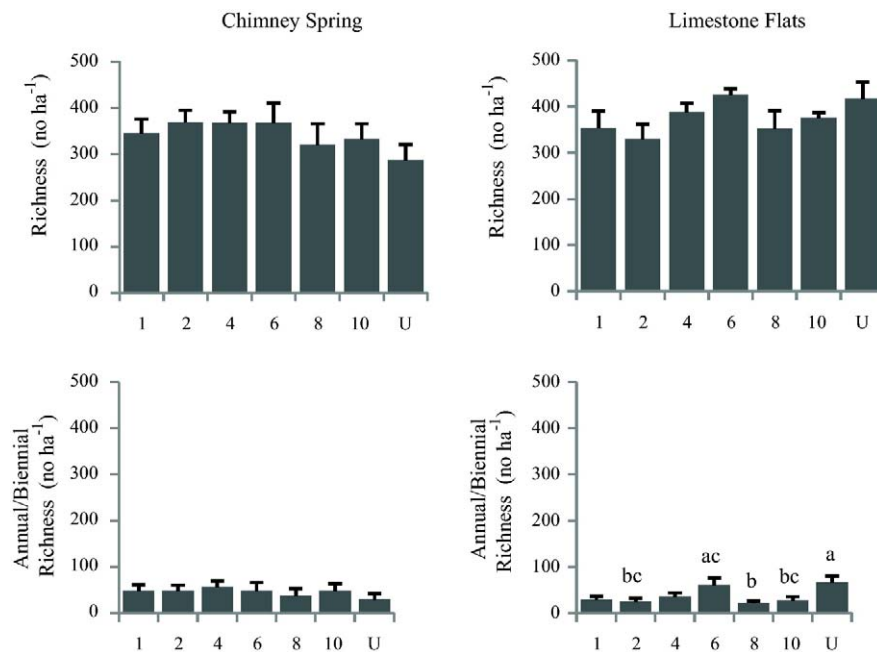 Chimney Spring
Limestone Flats
Richness (no ha⁻¹)
500
400
300
200
100
0
1 2 4 6 8 10 U
Richness (no ha⁻¹)
500
400
300
200
100
0
1 2 4 6 8 10 U
Annual/Biennial
Richness (no ha⁻¹)
500
400
300
200
100
0
1 2 4 6 8 10 U
Annual/Biennial
Richness (no ha⁻¹)
500
400
300
200
100
0
bc ac b bc a
1 2 4 6 8 10 U